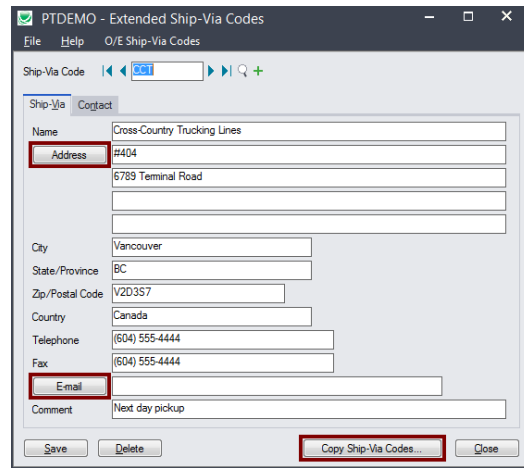 PTDEMO - Extended Ship-Via Codes
File Help O/E Ship-Via Codes
Ship-Via Code CCT
Ship-Via Contact
Name Cross-Country Trucking Lines
Address #404
6789 Terminal Road
City Vancouver
State/Province BC
Zip/Postal Code V2D3S7
Country Canada
Telephone (604) 555-4444
Fax (604) 555-4444
E-mail
Comment Next day pickup
Save Delete Copy Ship-Via Codes... Close